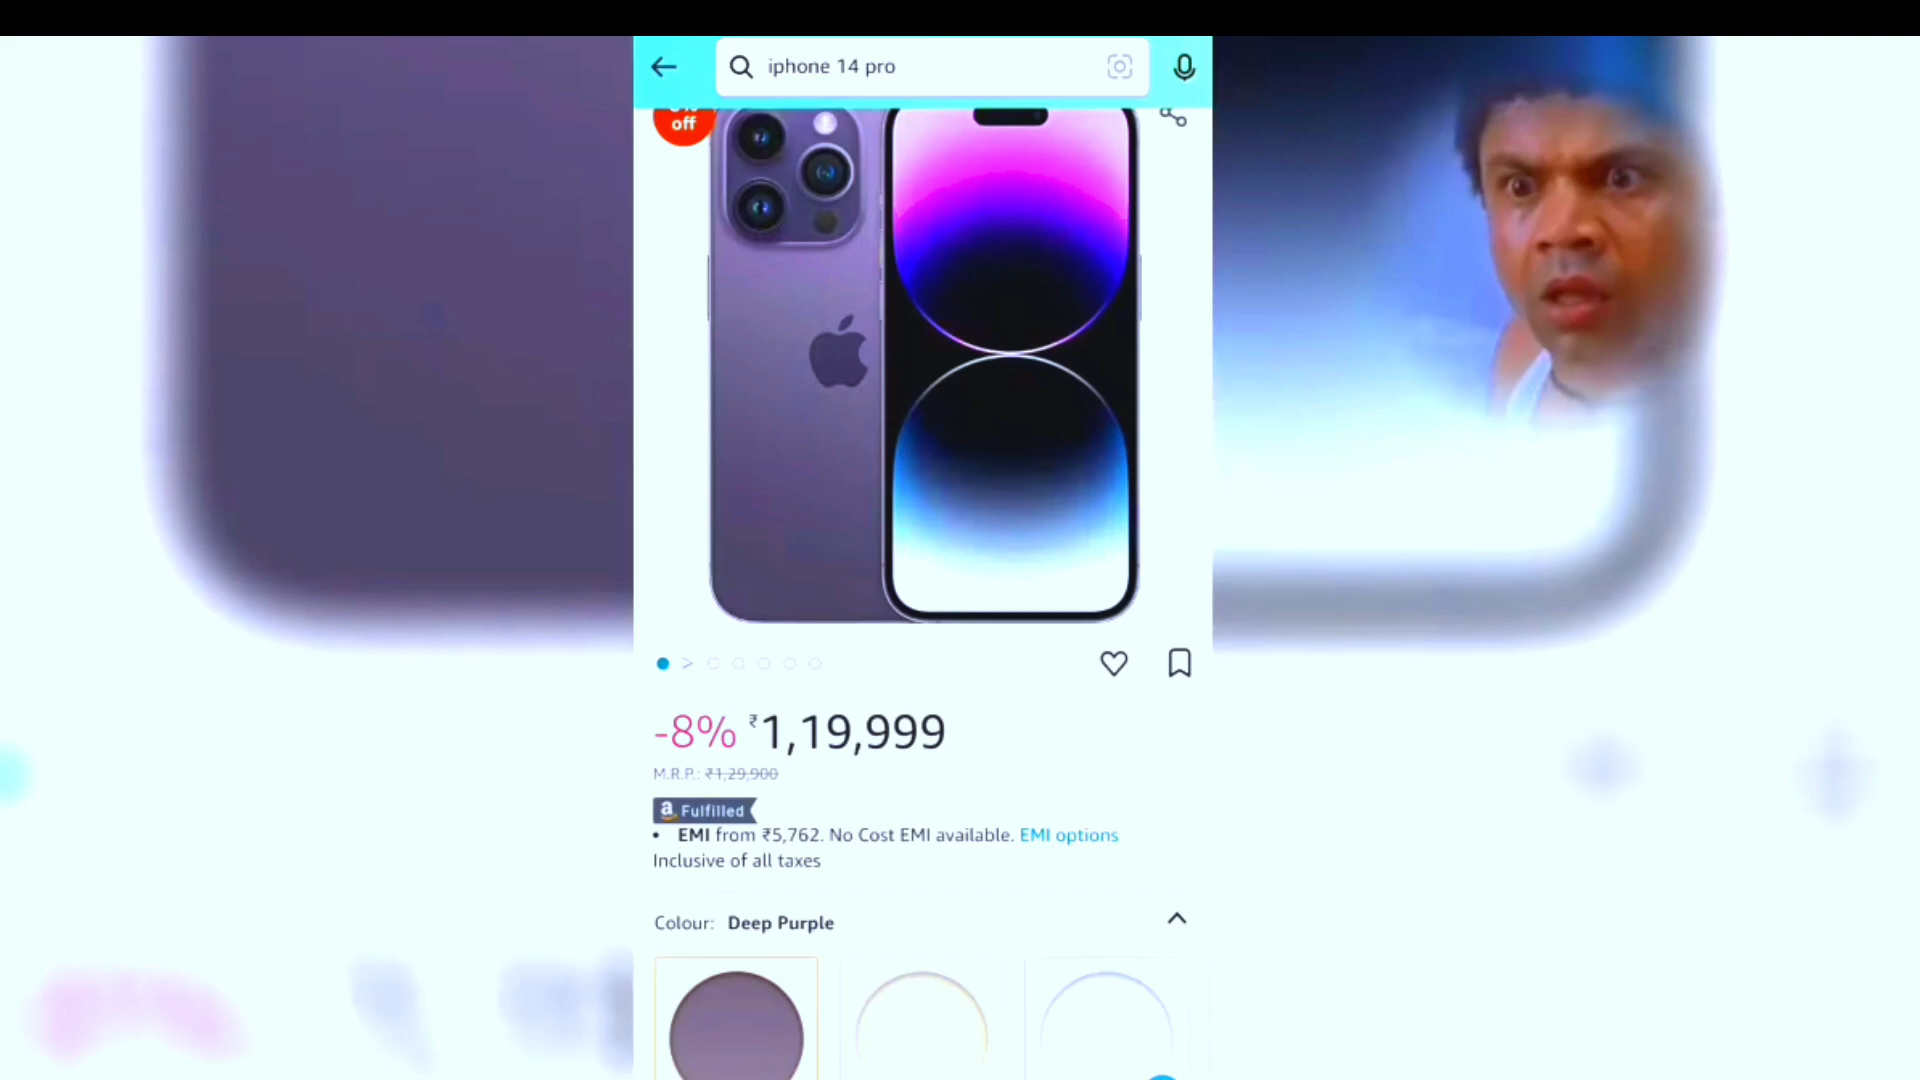 iphone 14 pro
off
-8% ₹1,19,999
M.R.P.: ₹1,29,900
a Fulfilled
• EMI from ₹5,762. No Cost EMI available. EMI options
Inclusive of all taxes
Colour: Deep Purple